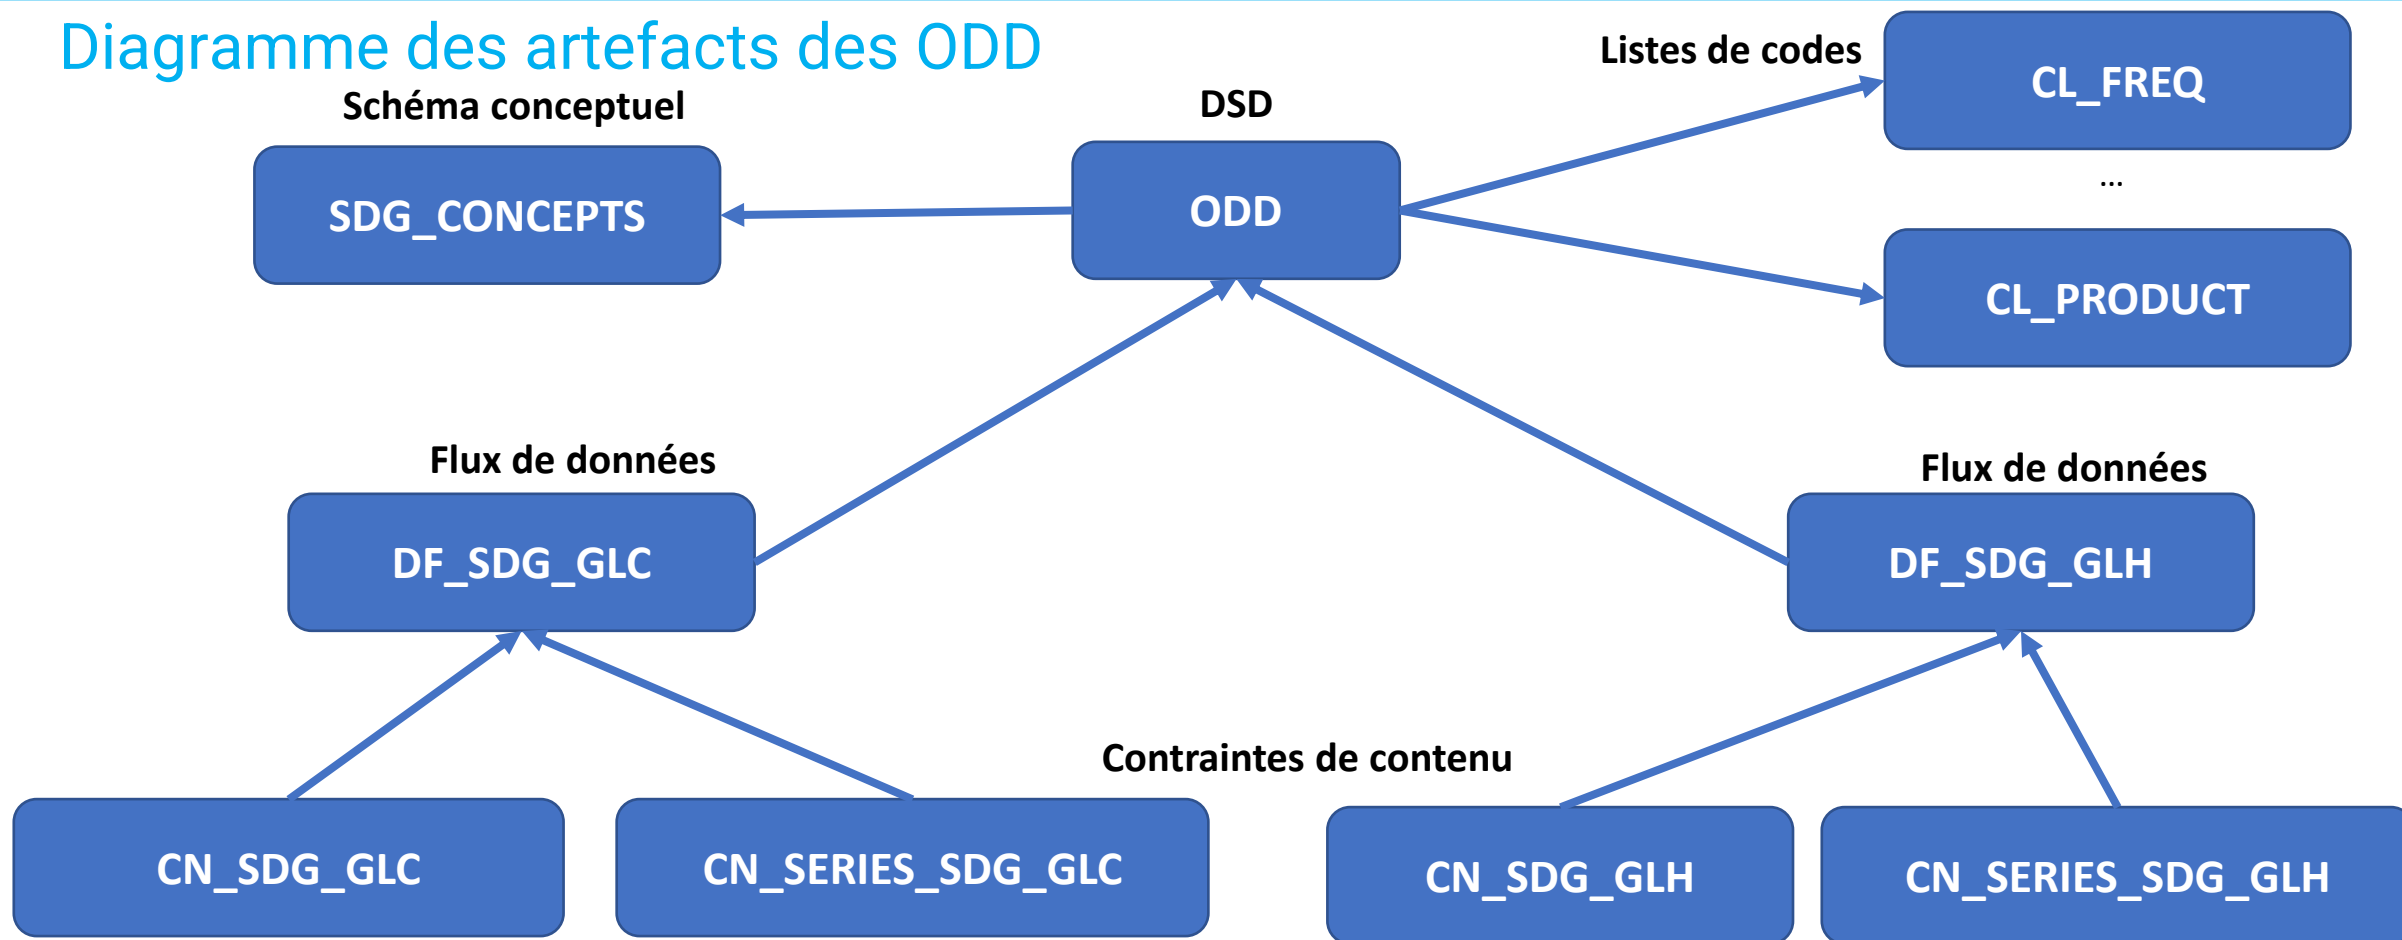 Diagramme des artefacts des ODD
Schéma conceptuel
DSD
Listes de codes
CL_FREQ
...
SDG_CONCEPTS
ODD
CL_PRODUCT
Flux de données
Flux de données
DF_SDG_GLC
DF_SDG_GLH
Contraintes de contenu
CN_SDG_GLC
CN_SERIES_SDG_GLC
CN_SDG_GLH
CN_SERIES_SDG_GLH